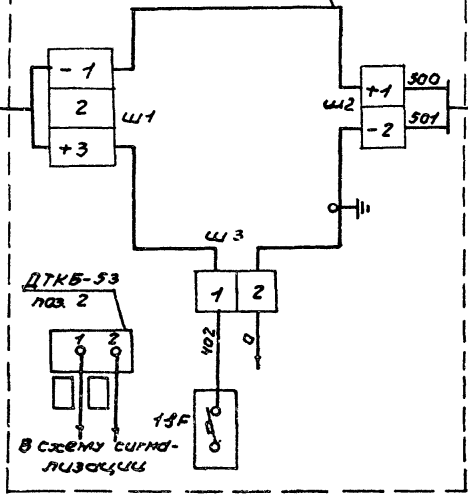 - 1
2
+ 3
ш1
+1
- 2
ш2
500
501
ш3
1 2
402
0
ДТКБ-53
поз. 2
1 2
1SF
В схему сигна-
лизации